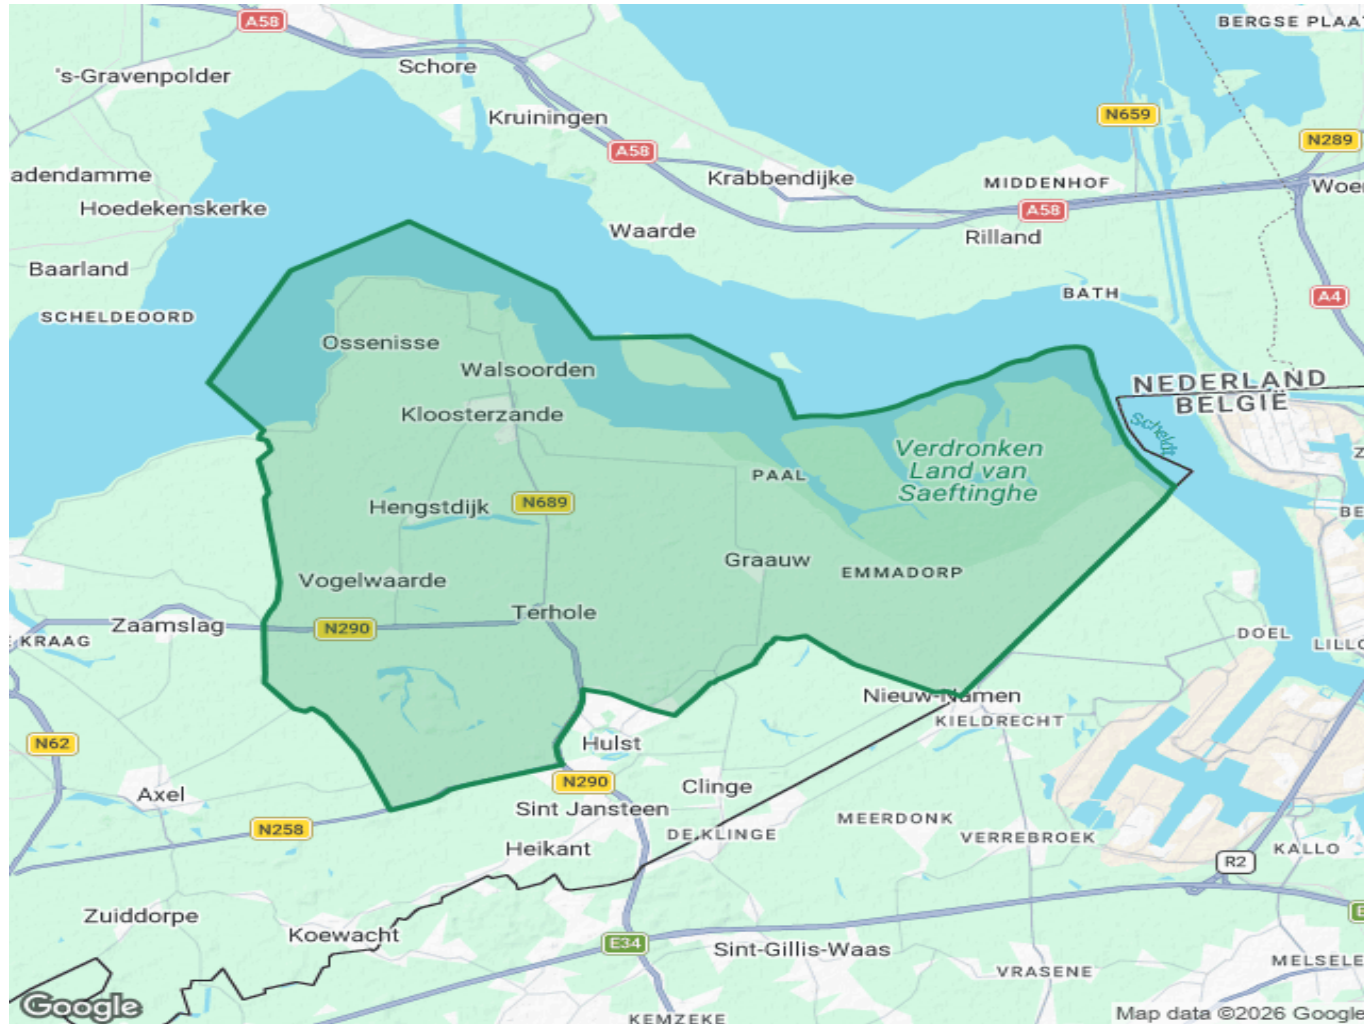 A58
BERGSE PLAA
's-Gravenpolder
Schore
Kruiningen
N659
N289
A58
adendamme
Krabbendijke
MIDDENHOF
Woe
Hoedekenskerke
A58
Waarde
Rilland
Baarland
BATH
A4
SCHELDEOORD
Ossenisse
Walsoorden
NEDERLAND
BELGIË
Kloosterzande
Scheldt
Verdronken
Land van
Saeftinghe
PAAL
Hengstdijk
N689
BE
Graauw
EMMADORP
Vogelwaarde
Terhole
Zaamslag
N290
E KRAAG
DOEL
LILLO
Nieuw-Namen
KIELDRECHT
N62
Hulst
N290
Clinge
Axel
Sint Jansteen
MEERDONK
N258
DE KLINGE
VERREBROEK
Heikant
KALLO
R2
Zuiddorpe
Koewacht
E34
Sint-Gillis-Waas
MELSELE
VRASENE
Google
KEMZEKE
Map data ©2026 Google